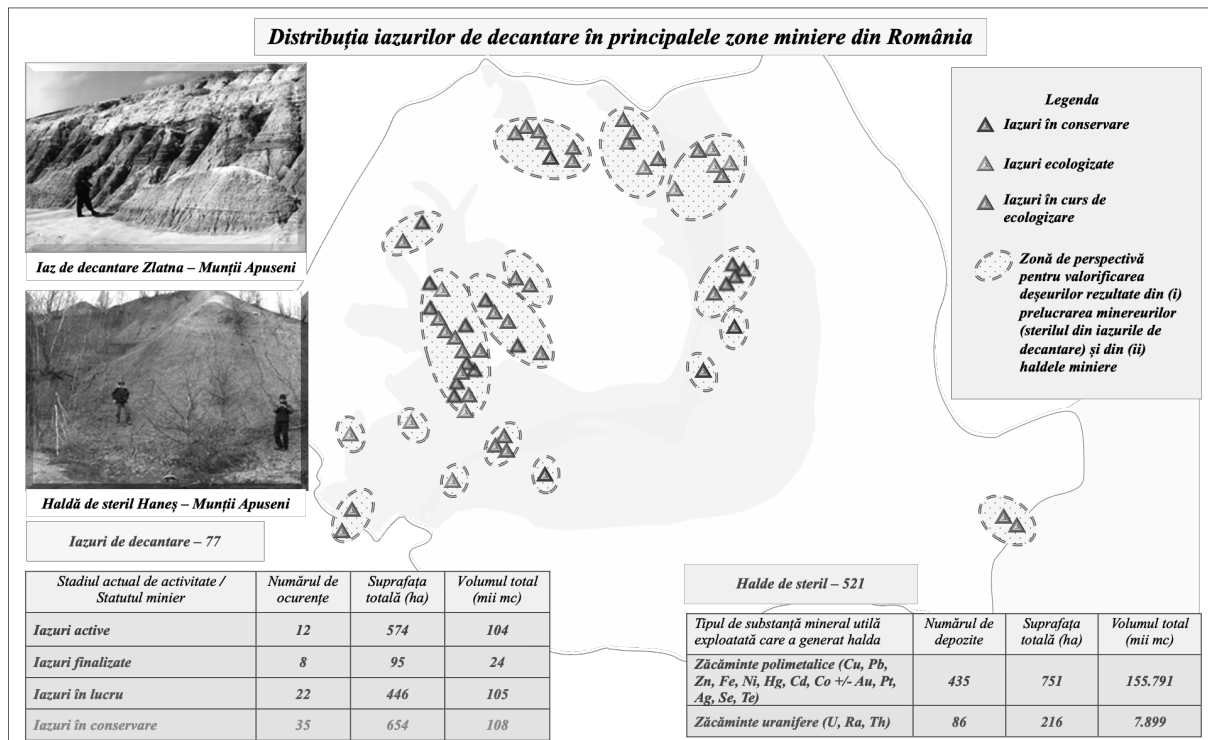 Distribuția iazurilor de decantare în principalele zone miniere din România
Iaz de decantare Zlatna – Munții Apuseni
Haldă de steril Haneș – Munții Apuseni
Legenda
Iazuri în conservare
Iazuri ecologizate
Iazuri în curs de
ecologizare
Zonă de perspectivă
pentru valorificarea
deșeurilor rezultate din (i)
prelucrarea minereurilor
(sterilul din iazurile de
decantare) și din (ii)
haldele miniere
Iazuri de decantare – 77
Stadiul actual de activitate /
Statutul minier
Numărul de
ocurențe
Suprafața
totală (ha)
Volumul total
(mii mc)
Iazuri active 12 574 104
Iazuri finalizate 8 95 24
Iazuri în lucru 22 446 105
Iazuri în conservare 35 654 108
Halde de steril – 521
Tipul de substanță mineral utilă
exploatată care a generat halda
Numărul de
depozite
Suprafața
totală (ha)
Volumul total
(mii mc)
Zăcăminte polimetalice (Cu, Pb,
Zn, Fe, Ni, Hg, Cd, Co +/- Au, Pt,
Ag, Se, Te)
435 751 155.791
Zăcăminte uranifere (U, Ra, Th) 86 216 7.899